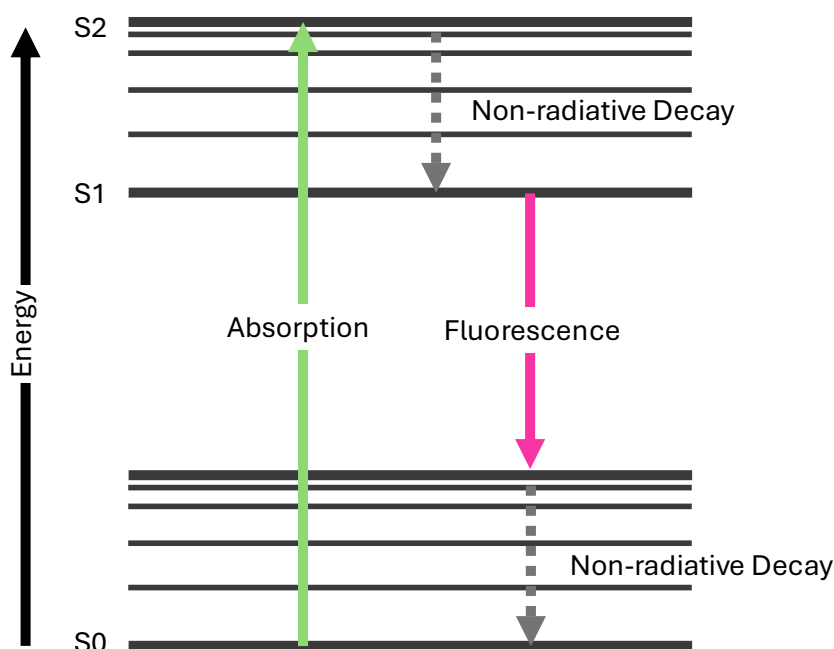 S2
Non-radiative Decay
S1
Energy
Absorption
Fluorescence
Non-radiative Decay
S0